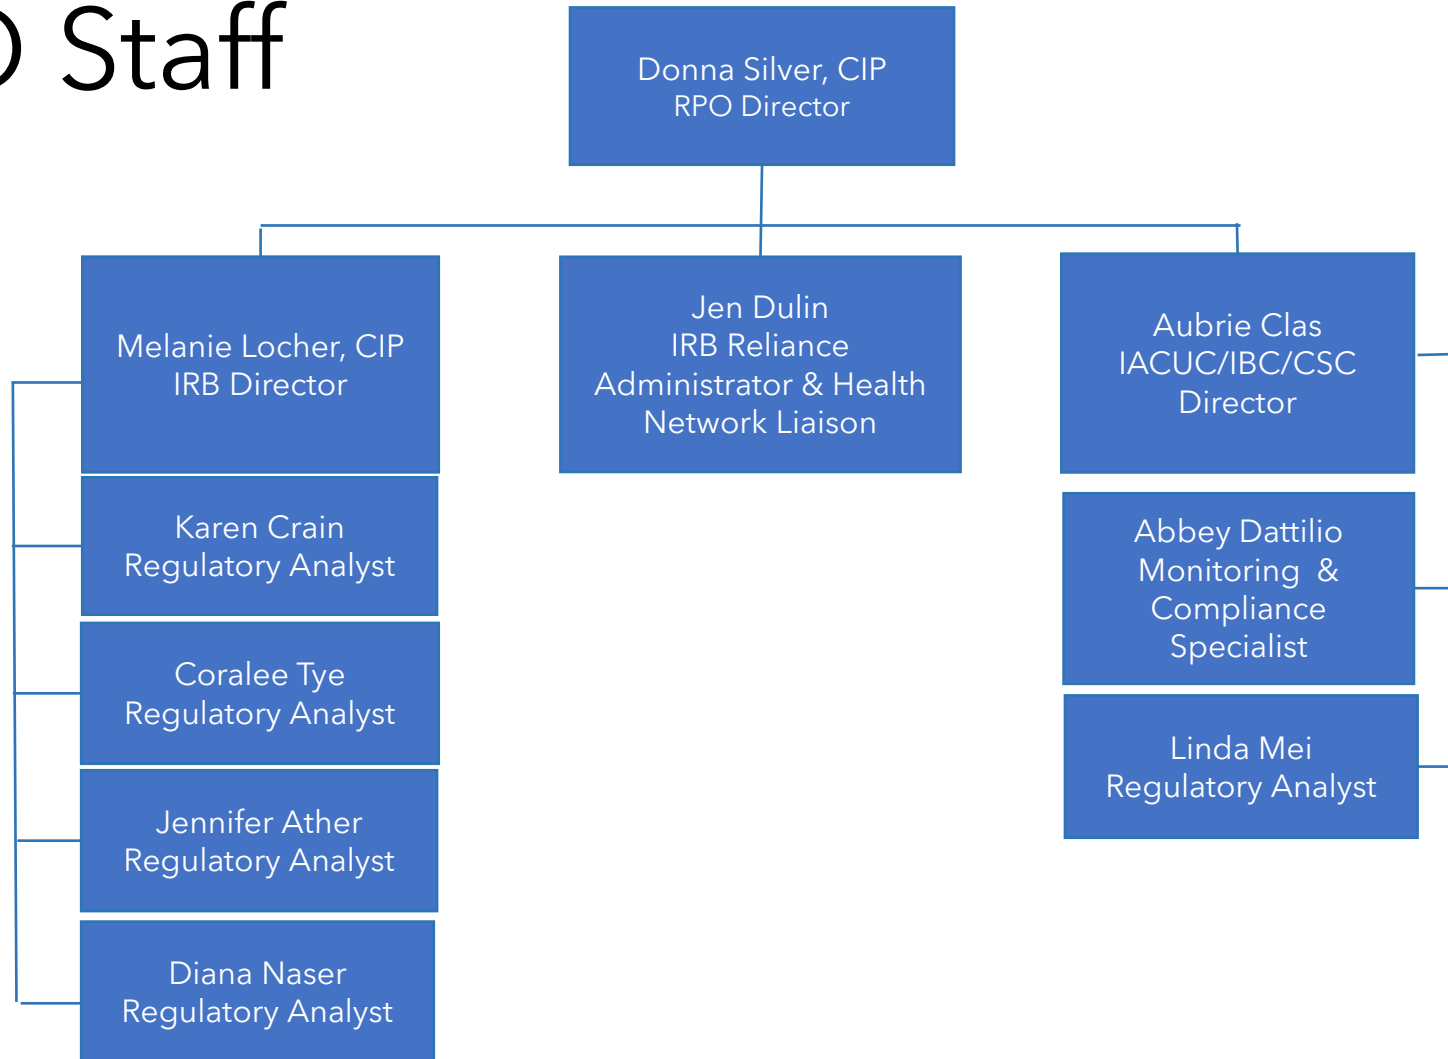 O Staff
Donna Silver, CIP
RPO Director
Melanie Locher, CIP
IRB Director
Jen Dulin
IRB Reliance
Administrator & Health
Network Liaison
Aubrie Clas
IACUC/IBC/CSC
Director
Karen Crain
Regulatory Analyst
Coralee Tye
Regulatory Analyst
Jennifer Ather
Regulatory Analyst
Diana Naser
Regulatory Analyst
Abbey Dattilio
Monitoring  &
Compliance
Specialist
Linda Mei
Regulatory Analyst